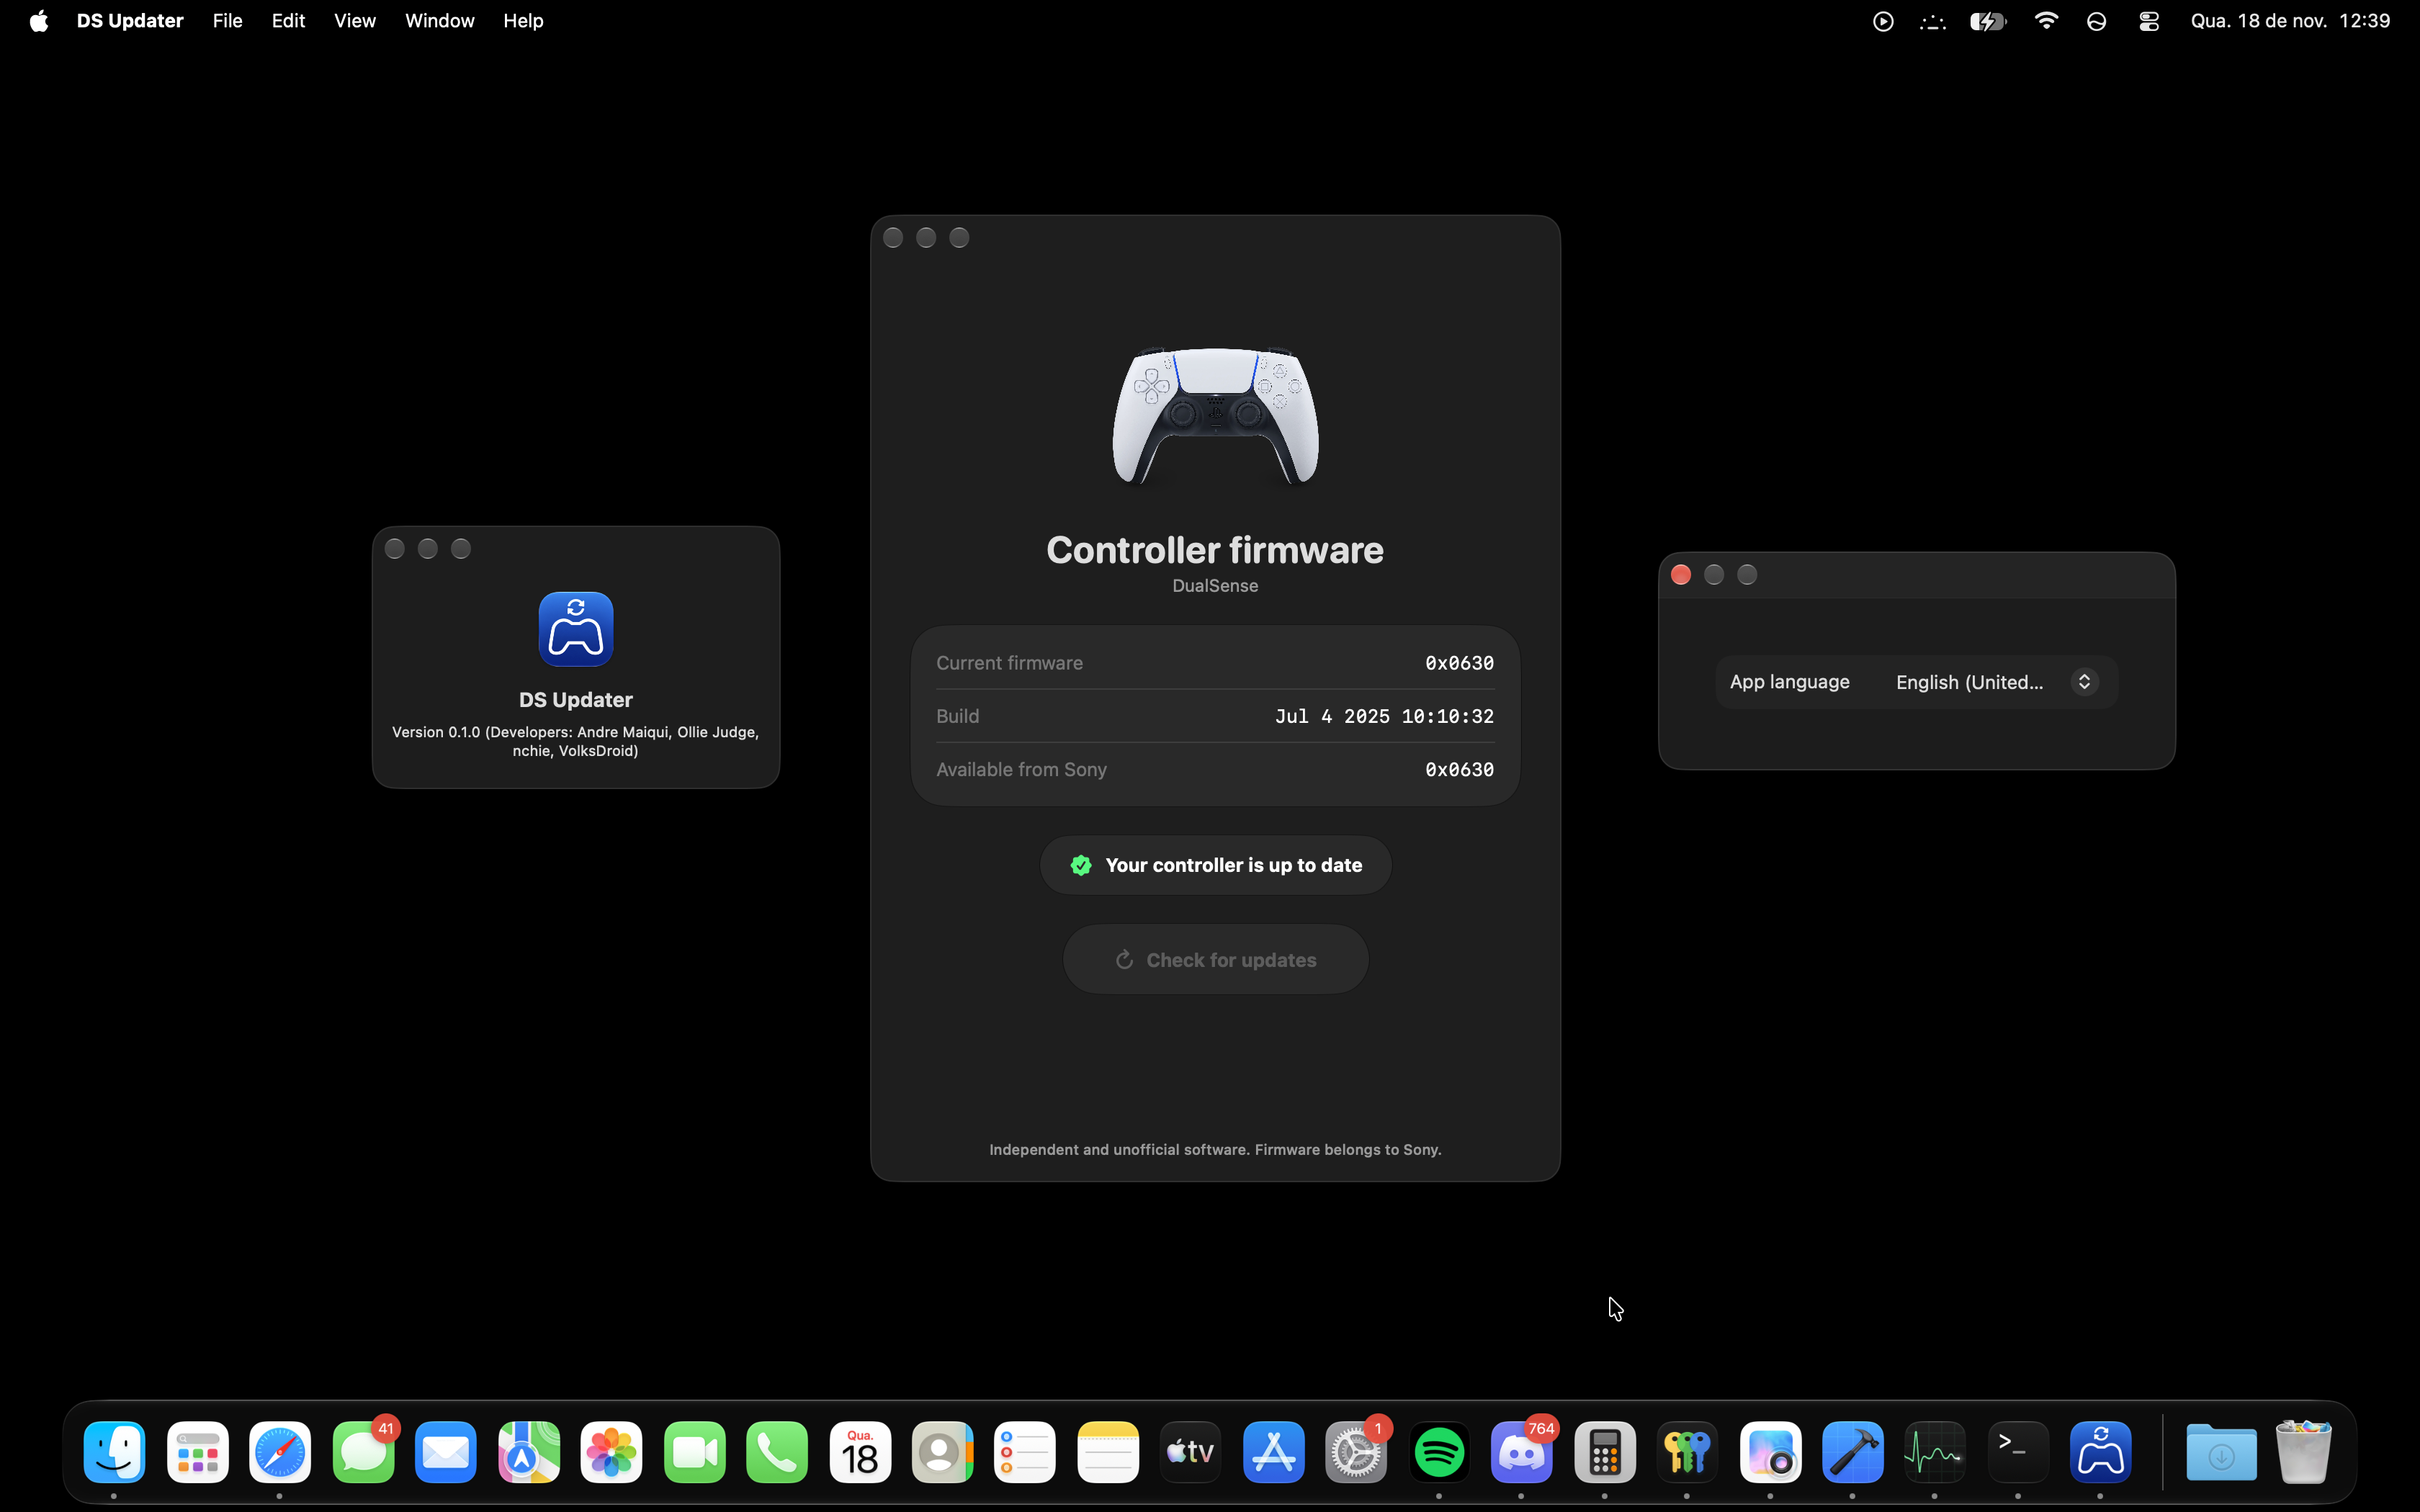 DS Updater File Edit View Window Help
Qua. 18 de nov. 12:39
DS Updater
Version 0.1.0 (Developers: Andre Maiqui, Ollie Judge,
nchie, VolksDroid)
Controller firmware
DualSense
Current firmware 0x0630
Build Jul 4 2025 10:10:32
Available from Sony 0x0630
Your controller is up to date
Check for updates
Independent and unofficial software. Firmware belongs to Sony.
App language English (United...
41
Qua.
18
tv
1
764
>_